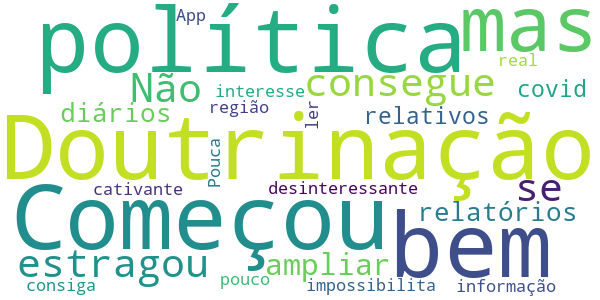 App
política
mas
Não
consegue
real
interesse
covid
diários
região
ler
relativos
Doutrinação
Pouca
cativante
desinteressante
se
Começou
bem
relatórios
estragou
ampliar
consiga
pouco
impossibilita
informação